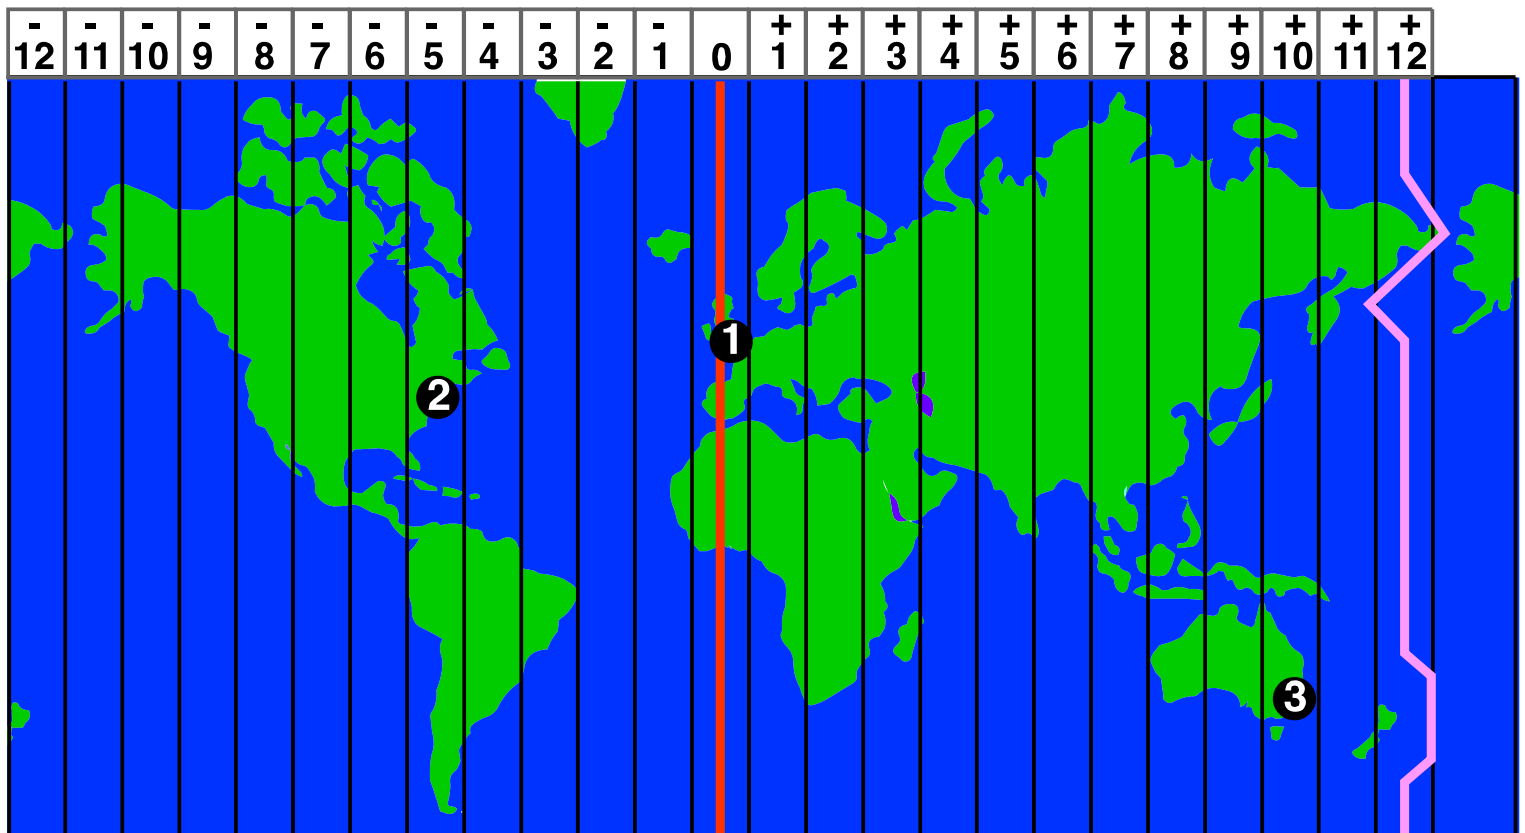 - - - - - - - - - - - - + + + + + + + + + + + +
12 11 10 9 8 7 6 5 4 3 2 1 0 1 2 3 4 5 6 7 8 9 10 11 12
1
2
3